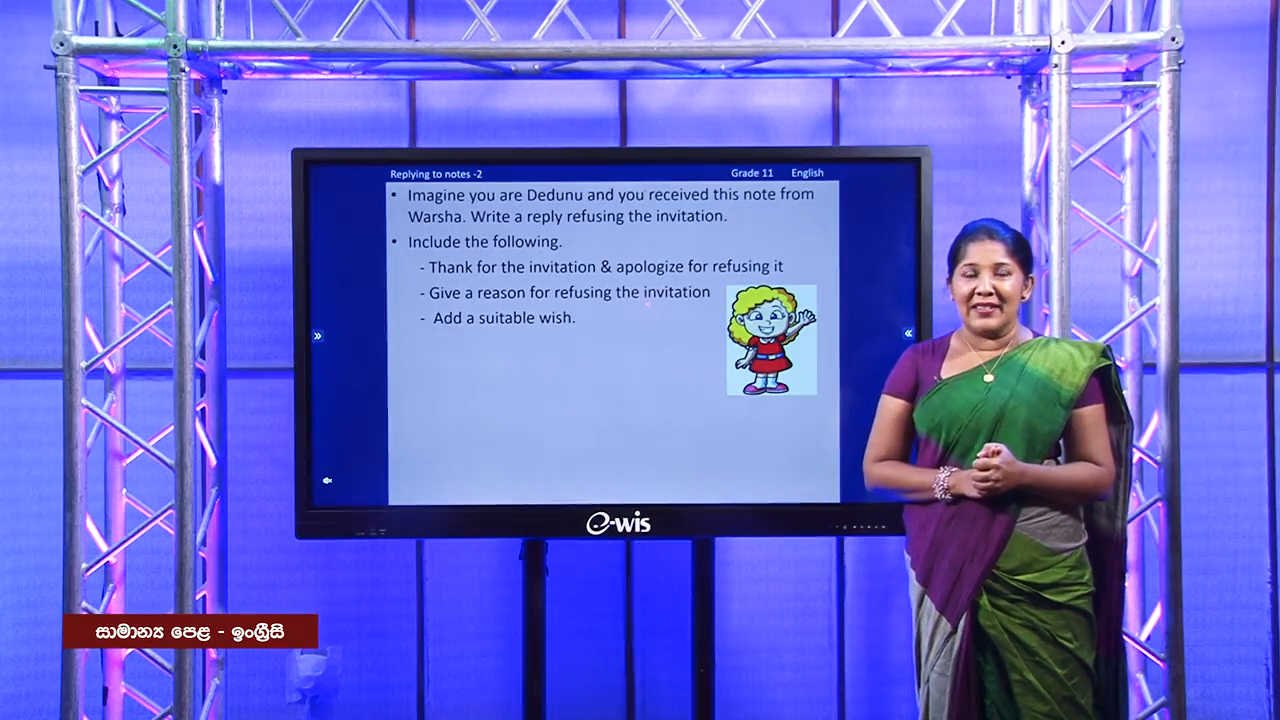 Replying to notes -2 Grade 11 English
• Imagine you are Dedunu and you received this note from
Warsha. Write a reply refusing the invitation.
• Include the following.
- Thank for the invitation & apologize for refusing it
- Give a reason for refusing the invitation
- Add a suitable wish.
e-wis
සාමාන්‍ය පෙළ - ඉංග්‍රීසි